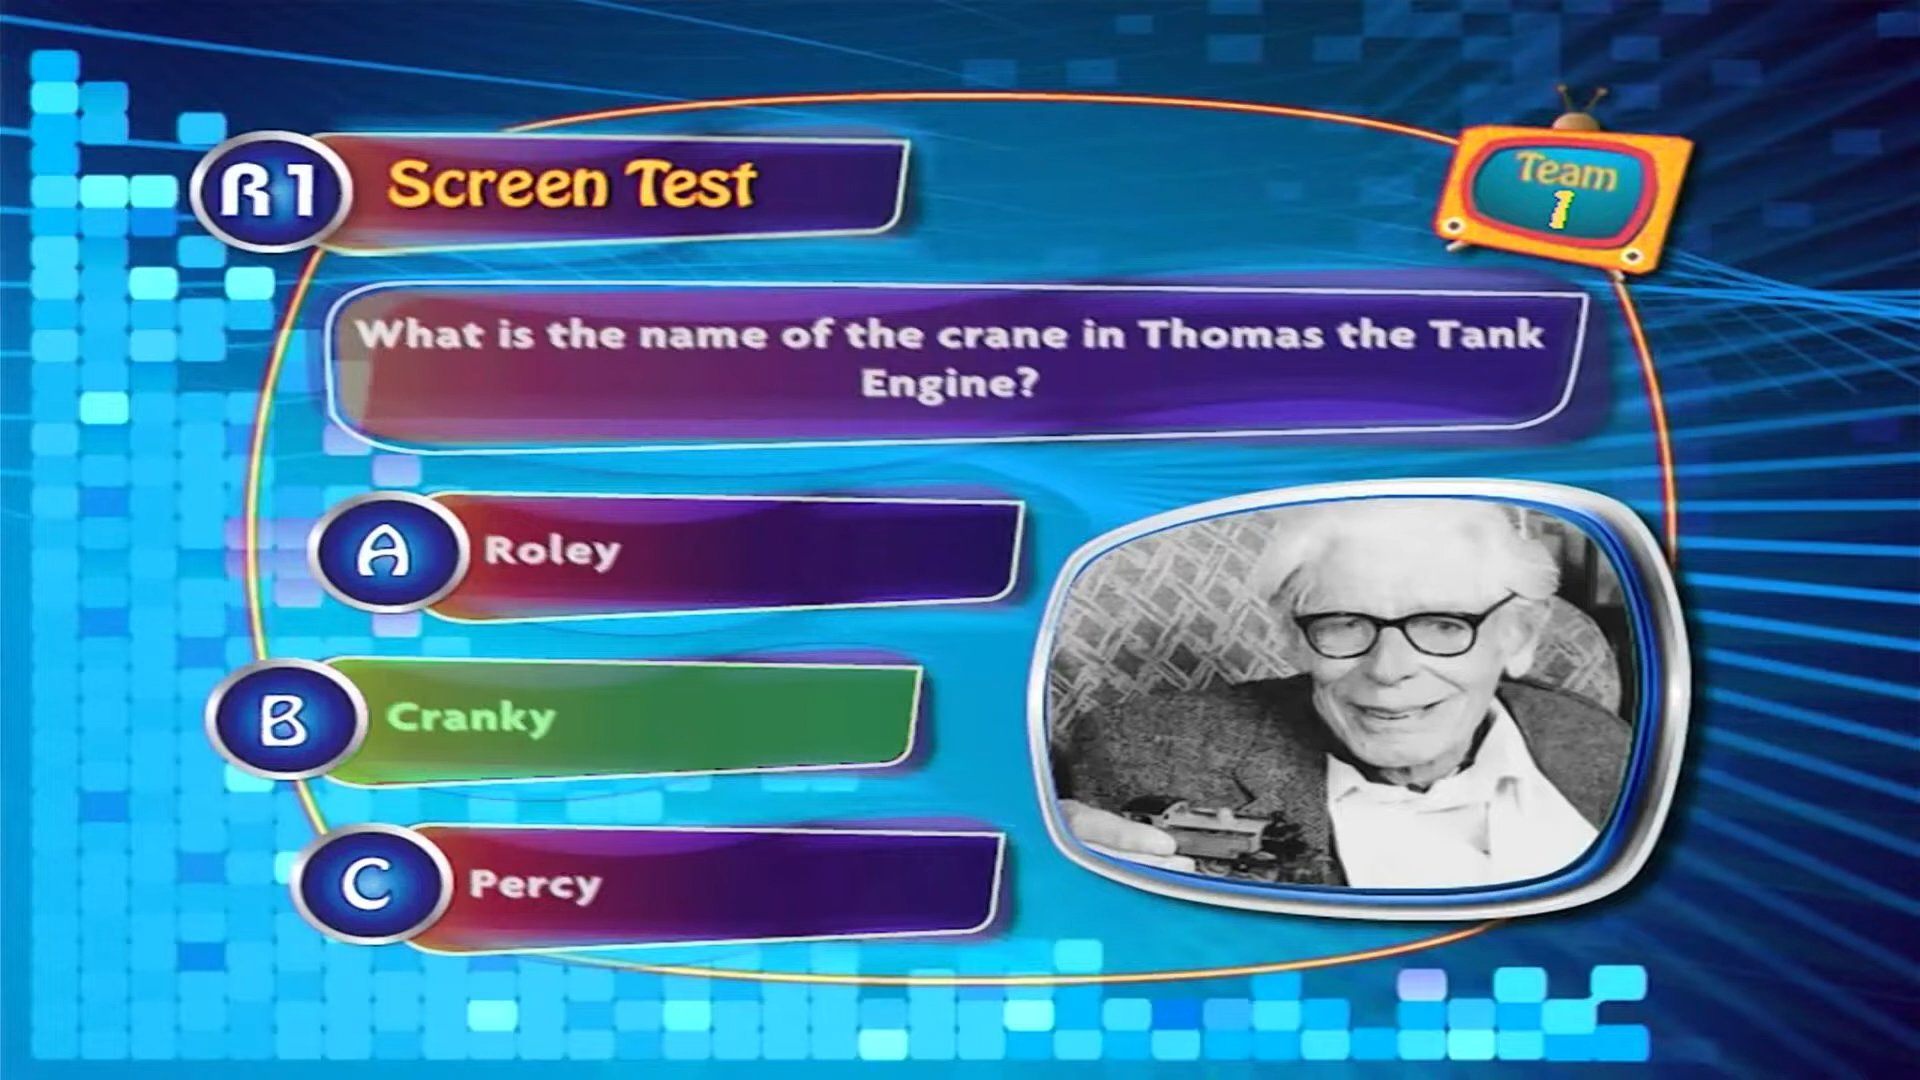 R1 Screen Test
Team
1
What is the name of the crane in Thomas the Tank
Engine?
A Roley
B Cranky
C Percy